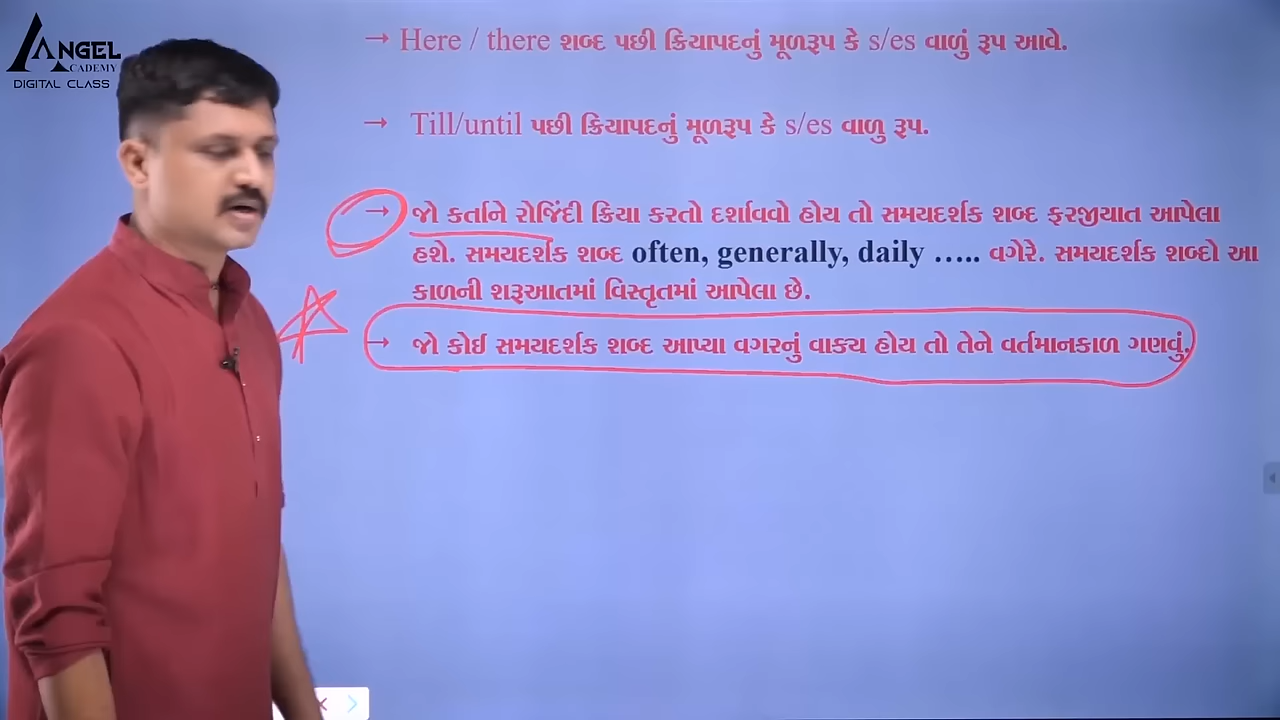 ANGEL
ACADEMY
DIGITAL CLASS
→ Here / there શબ્દ પછી ક્રિયાપદનું મૂળરૂપ કે s/es વાળું રૂપ આવે.
→ Till/until પછી ક્રિયાપદનું મૂળરૂપ કે s/es વાળુ રૂપ.
→ જો કર્તાને રોજિંદી ક્રિયા કરતો દર્શાવવો હોય તો સમયદર્શક શબ્દ ફરજીયાત આપેલા
હશે. સમયદર્શક શબ્દ often, generally, daily ….. વગેરે. સમયદર્શક શબ્દો આ
કાળની શરૂઆતમાં વિસ્તૃતમાં આપેલા છે.
→ જો કોઈ સમયદર્શક શબ્દ આપ્યા વગરનું વાક્ય હોય તો તેને વર્તમાનકાળ ગણવું.